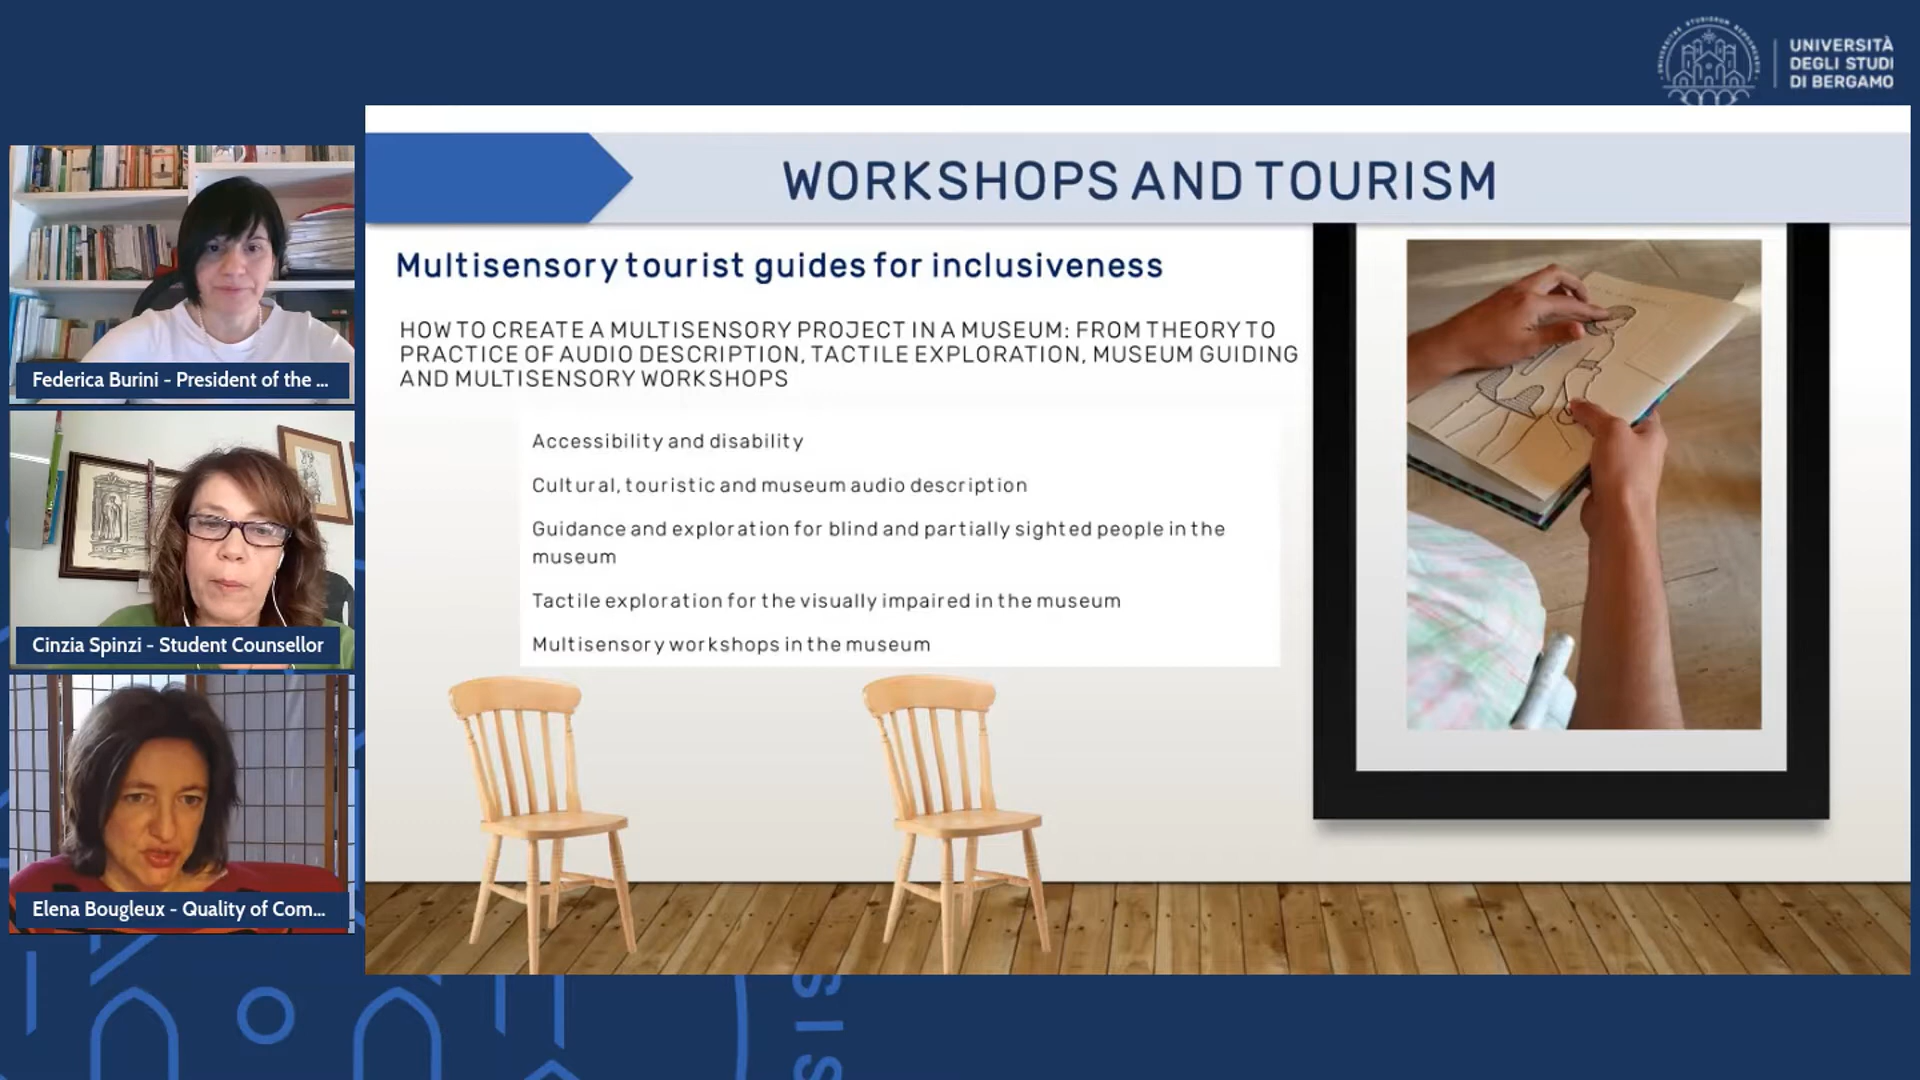 UNIVERSITÀ
DEGLI STUDI
DI BERGAMO
WORKSHOPS AND TOURISM
Multisensory tourist guides for inclusiveness
HOW TO CREATE A MULTISENSORY PROJECT IN A MUSEUM: FROM THEORY TO
PRACTICE OF AUDIO DESCRIPTION, TACTILE EXPLORATION, MUSEUM GUIDING
AND MULTISENSORY WORKSHOPS
Accessibility and disability
Cultural, touristic and museum audio description
Guidance and exploration for blind and partially sighted people in the
museum
Tactile exploration for the visually impaired in the museum
Multisensory workshops in the museum
Federica Burini - President of the ...
Cinzia Spinzi - Student Counsellor
Elena Bougleux - Quality of Com...
SIS